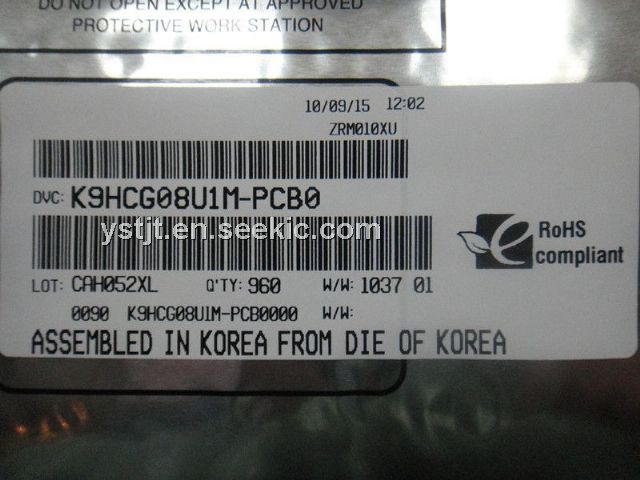 DO NOT OPEN EXCEPT AT APPROVED
PROTECTIVE WORK STATION
10/09/15 12:02
ZRM010XU
DVC: K9HCG08U1M-PCB0
ystjt.en.seekic.com
RoHS
e compliant
LOT: CAH052XL Q'TY: 960 W/W: 1037 01
0090 K9HCG08U1M-PCB0000 W/W:
ASSEMBLED IN KOREA FROM DIE OF KOREA